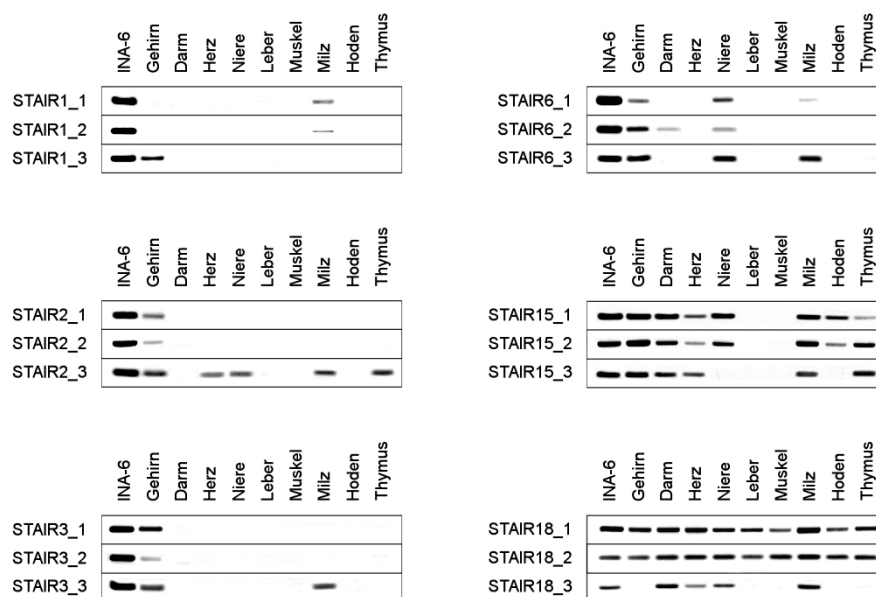 INA-6 Gehirn Darm Herz Niere Leber Muskel Milz Hoden Thymus
STAIR1_1
STAIR1_2
STAIR1_3
INA-6 Gehirn Darm Herz Niere Leber Muskel Milz Hoden Thymus
STAIR6_1
STAIR6_2
STAIR6_3
INA-6 Gehirn Darm Herz Niere Leber Muskel Milz Hoden Thymus
STAIR2_1
STAIR2_2
STAIR2_3
INA-6 Gehirn Darm Herz Niere Leber Muskel Milz Hoden Thymus
STAIR15_1
STAIR15_2
STAIR15_3
INA-6 Gehirn Darm Herz Niere Leber Muskel Milz Hoden Thymus
STAIR3_1
STAIR3_2
STAIR3_3
INA-6 Gehirn Darm Herz Niere Leber Muskel Milz Hoden Thymus
STAIR18_1
STAIR18_2
STAIR18_3